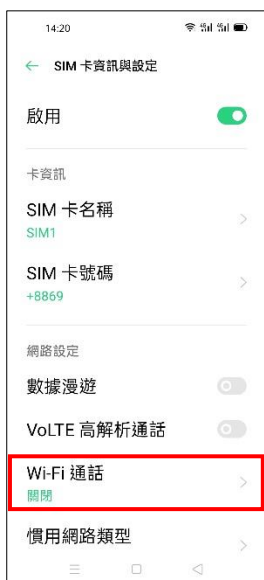 14:20
← SIM 卡資訊與設定
啟用
卡資訊
SIM 卡名稱
SIM1
SIM 卡號碼
+8869
網路設定
數據漫遊
VoLTE 高解析通話
Wi-Fi 通話
關閉
慣用網路類型